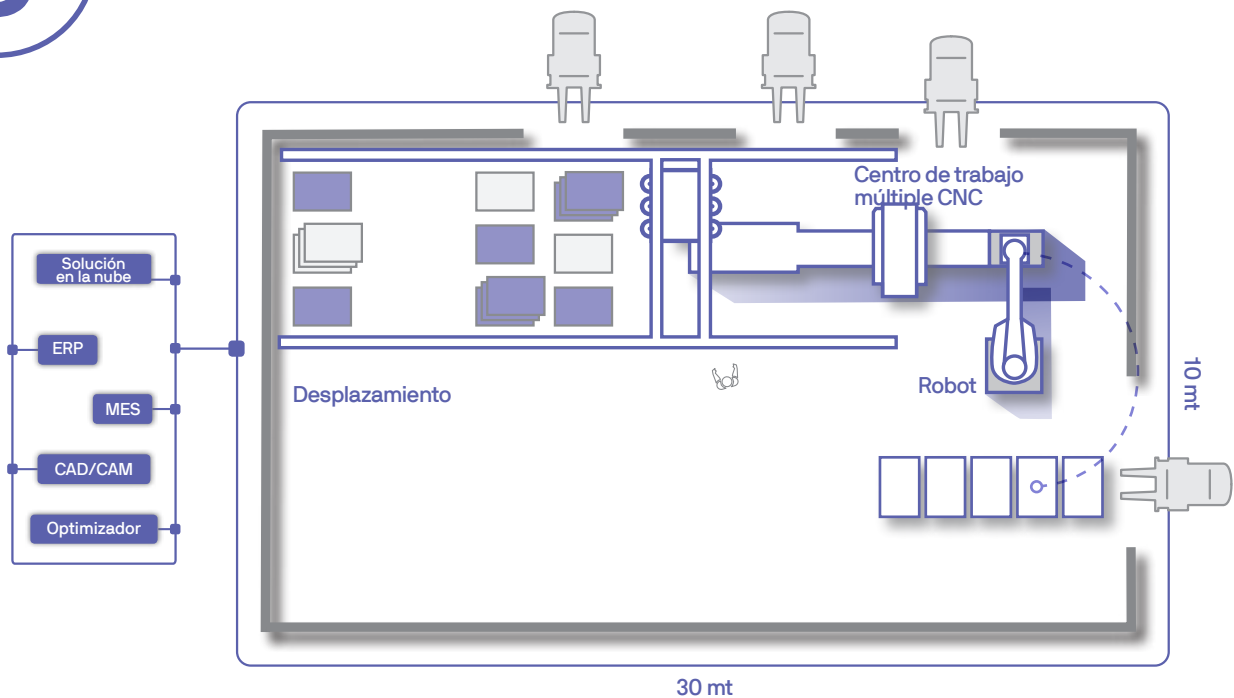 Centro de trabajo
múltiple CNC
Solución
en la nube
ERP
MES
CAD/CAM
Optimizador
Desplazamiento
Robot
10 mt
30 mt